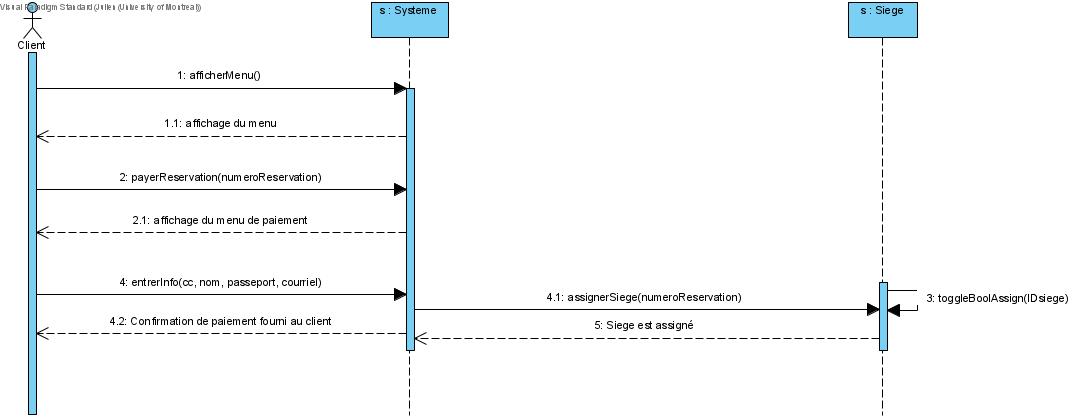 Visual Paradigm Standard (Julien (University of Montreal))
s : Systeme
s : Siege
Client
1: afficherMenu()
1.1: affichage du menu
2: payerReservation(numeroReservation)
2.1: affichage du menu de paiement
4: entrerInfo(cc, nom, passeport, courriel)
4.1: assignerSiege(numeroReservation)
3: toggleBoolAssign(IDsiege)
4.2: Confirmation de paiement fourni au client
5: Siege est assigné